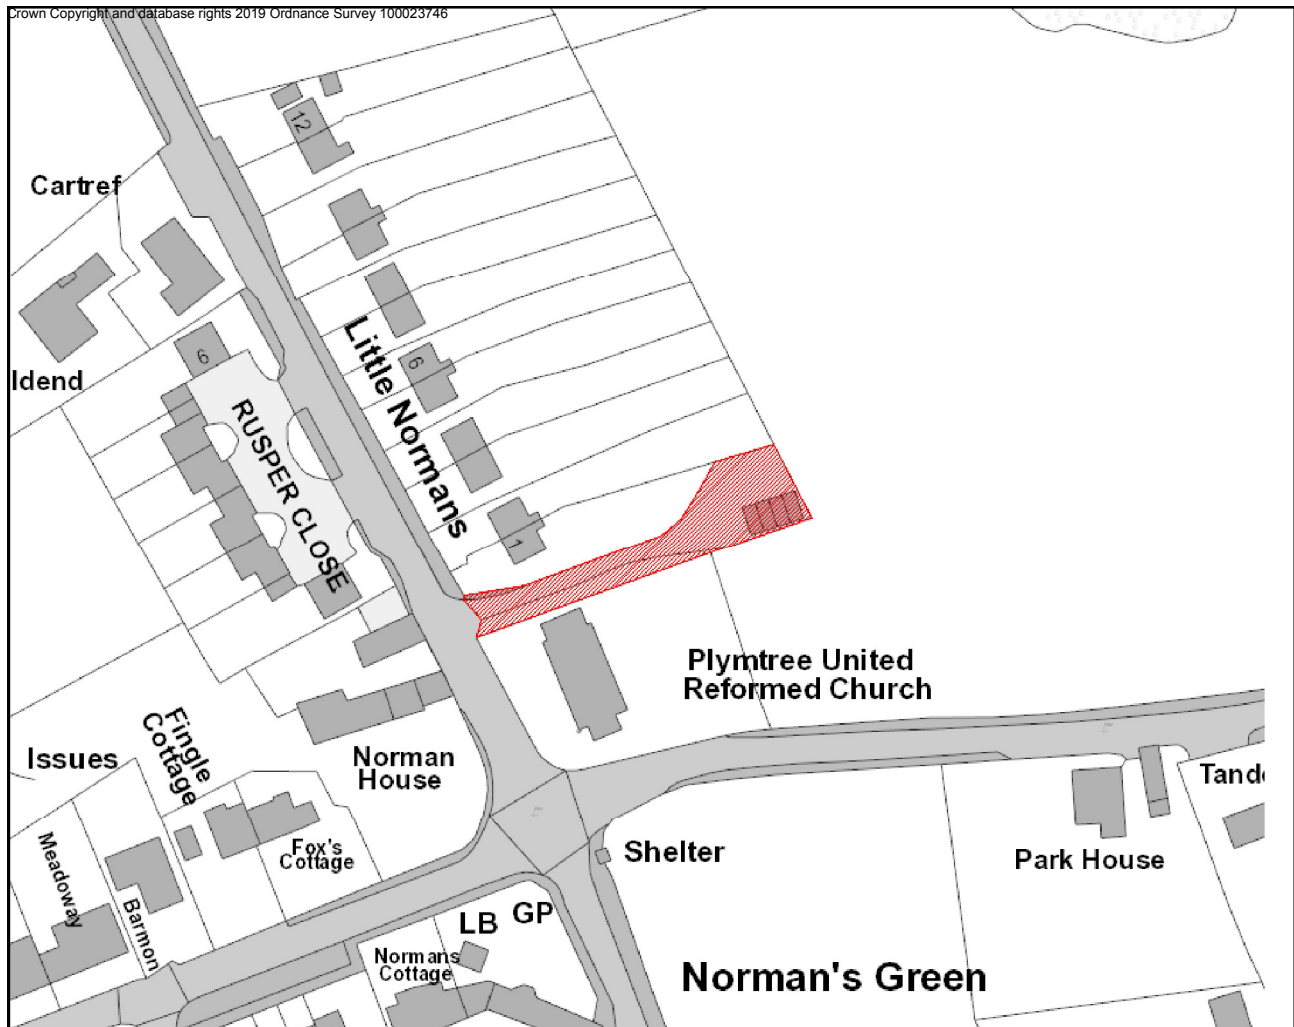 Crown Copyright and database rights 2019 Ordnance Survey 100023746
12
Cartref
6
ldend
Little Normans
6
RUSPER CLOSE
1
Plymtree United
Reformed Church
Fingle
Cottage
Issues
Norman
House
Tand
Meadoway
Fox's
Cottage
Shelter
Park House
Barmon
LB
GP
Normans
Cottage
Norman's Green